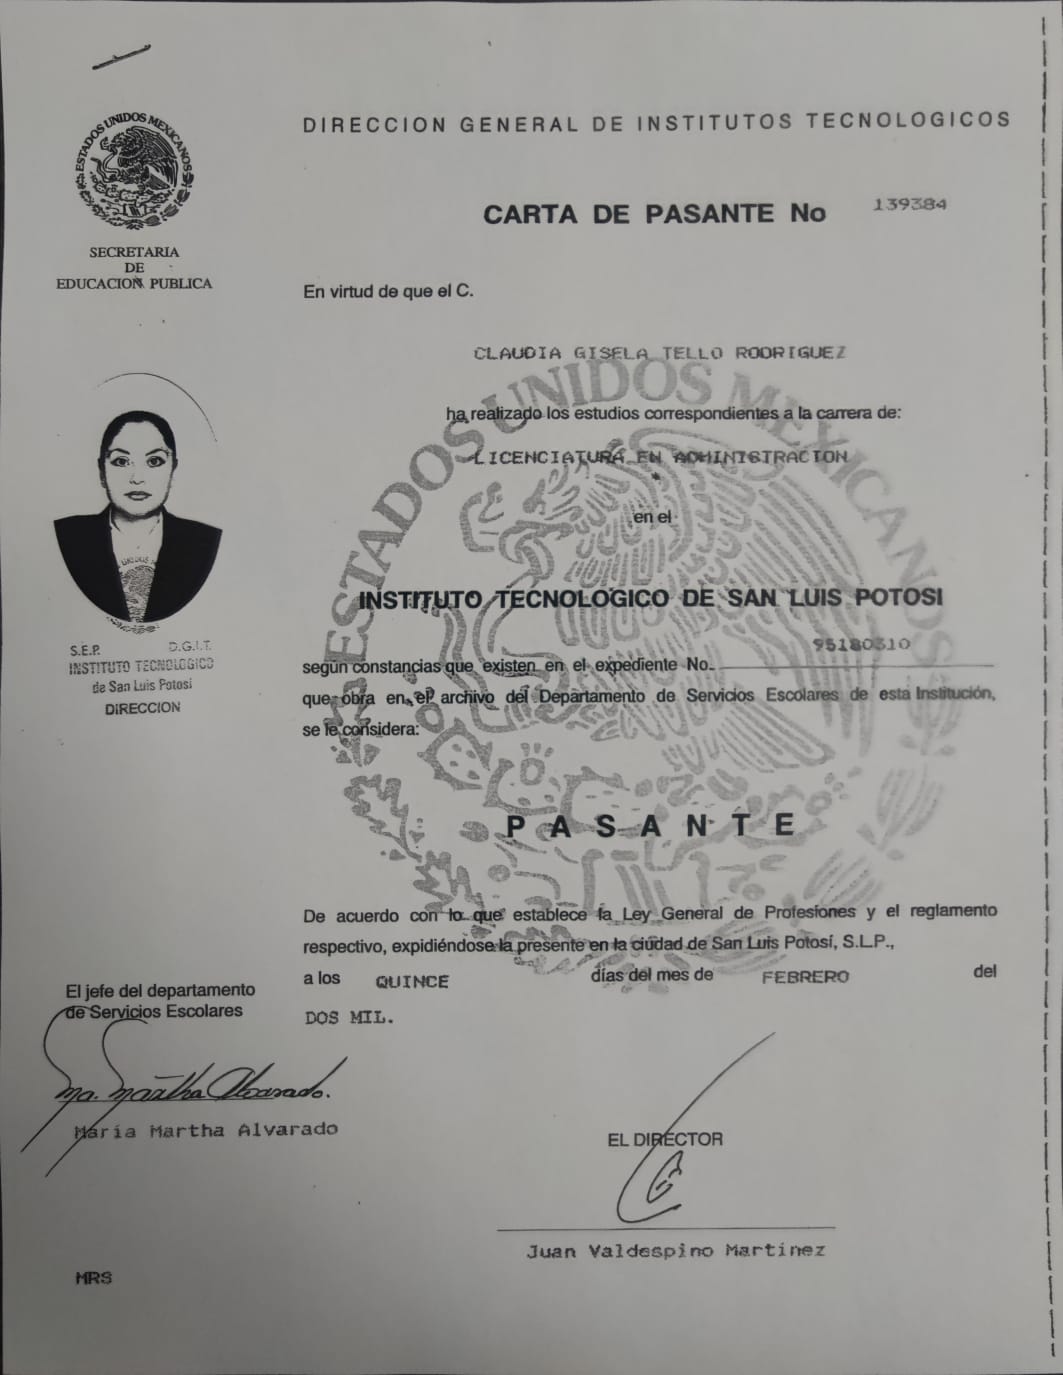 ESTADOS UNIDOS MEXICANOS
SECRETARIA
DE
EDUCACION PUBLICA
DIRECCION GENERAL DE INSTITUTOS TECNOLOGICOS
CARTA DE PASANTE No 139384
En virtud de que el C.
CLAUDIA GISELA TELLO RODRIGUEZ
ha realizado los estudios correspondientes a la carrera de:
LICENCIATURA EN ADMINISTRACION
en el
INSTITUTO TECNOLOGICO DE SAN LUIS POTOSI
95180310
según constancias que existen en el expediente No.
que obra en el archivo del Departamento de Servicios Escolares de esta Institución,
se le considera:
S.E.P. D.G.I.T.
INSTITUTO TECNOLOGICO
de San Luis Potosi
DIRECCION
ESTADOS UNIDOS MEXICANOS
PASANTE
De acuerdo con lo que establece la Ley General de Profesiones y el reglamento
respectivo, expidiéndose la presente en la ciudad de San Luis Potosí, S.L.P.,
a los QUINCE días del mes de FEBRERO del
DOS MIL.
El jefe del departamento
de Servicios Escolares
Ma. Martha Alvarado.
María Martha Alvarado
EL DIRECTOR
Juan Valdespino Martínez
MRS